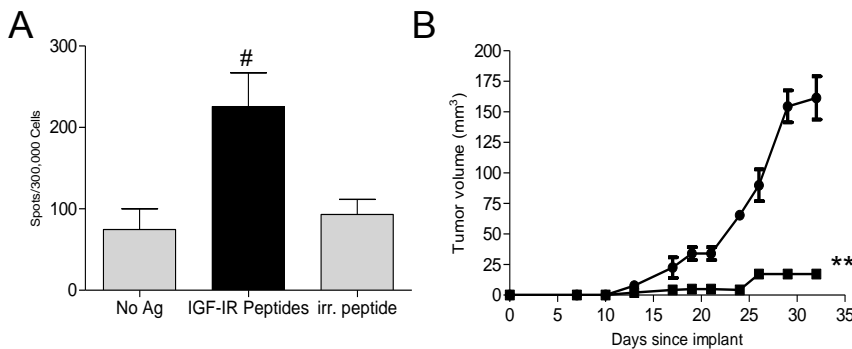 A
300
200
100
0
Spots/300,000 Cells
#
No Ag
IGF-IR Peptides
irr. peptide
B
200
175
150
125
100
75
50
25
0
Tumor volume (mm³)
**
0
5
10
15
20
25
30
35
Days since implant